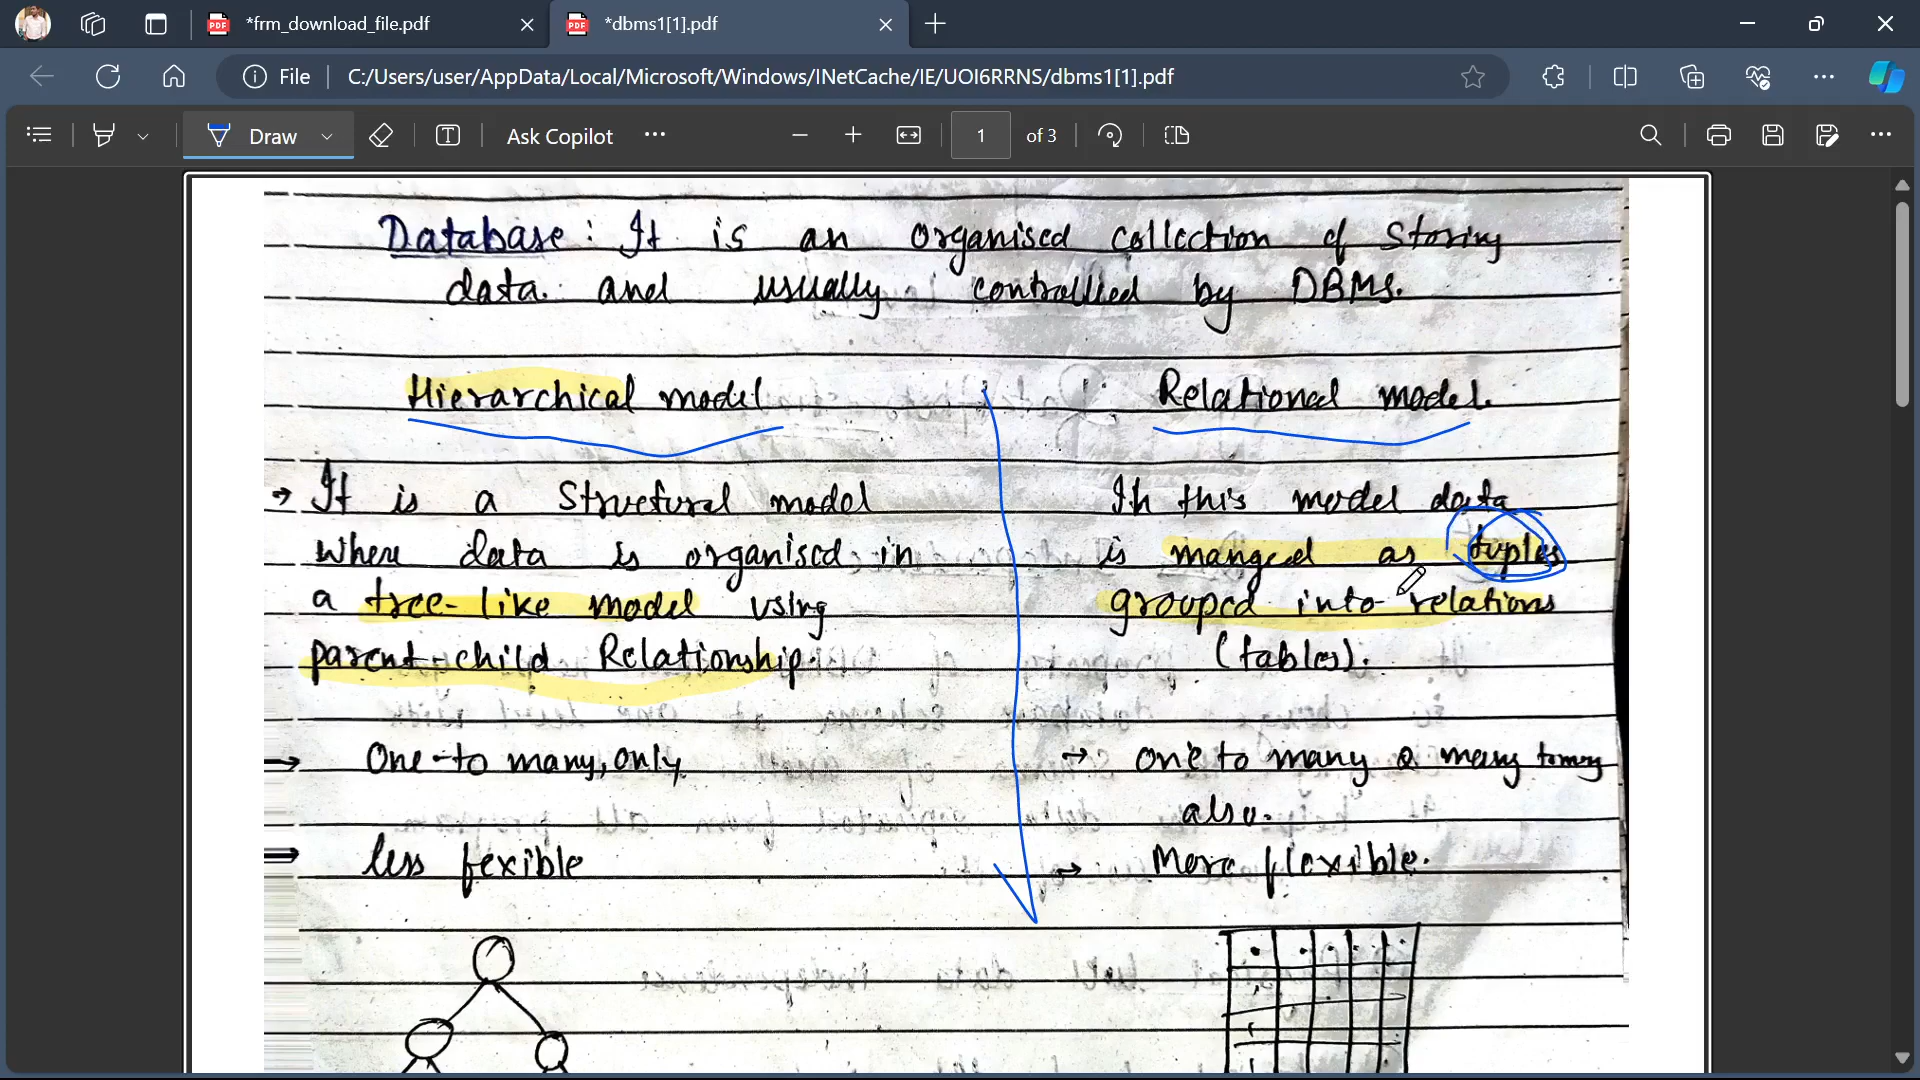 *frm_download_file.pdf
*dbms1[1].pdf
File
C:/Users/user/AppData/Local/Microsoft/Windows/INetCache/IE/UOI6RRNS/dbms1[1].pdf
Draw
Ask Copilot
1 of 3
Database: It is an organised collection of storing
data. and usually controllied by DBMS.
Hierarchical model
→ It is a Structural model
where data is organised in
a tree-like model using
parent-child Relationship.
→ One-to many, only
→ less fexible
Relational model.
In this model data
is manged as tuples
grouped into relations
(tables).
→ one to many & many to many
also.
→ More flexible.